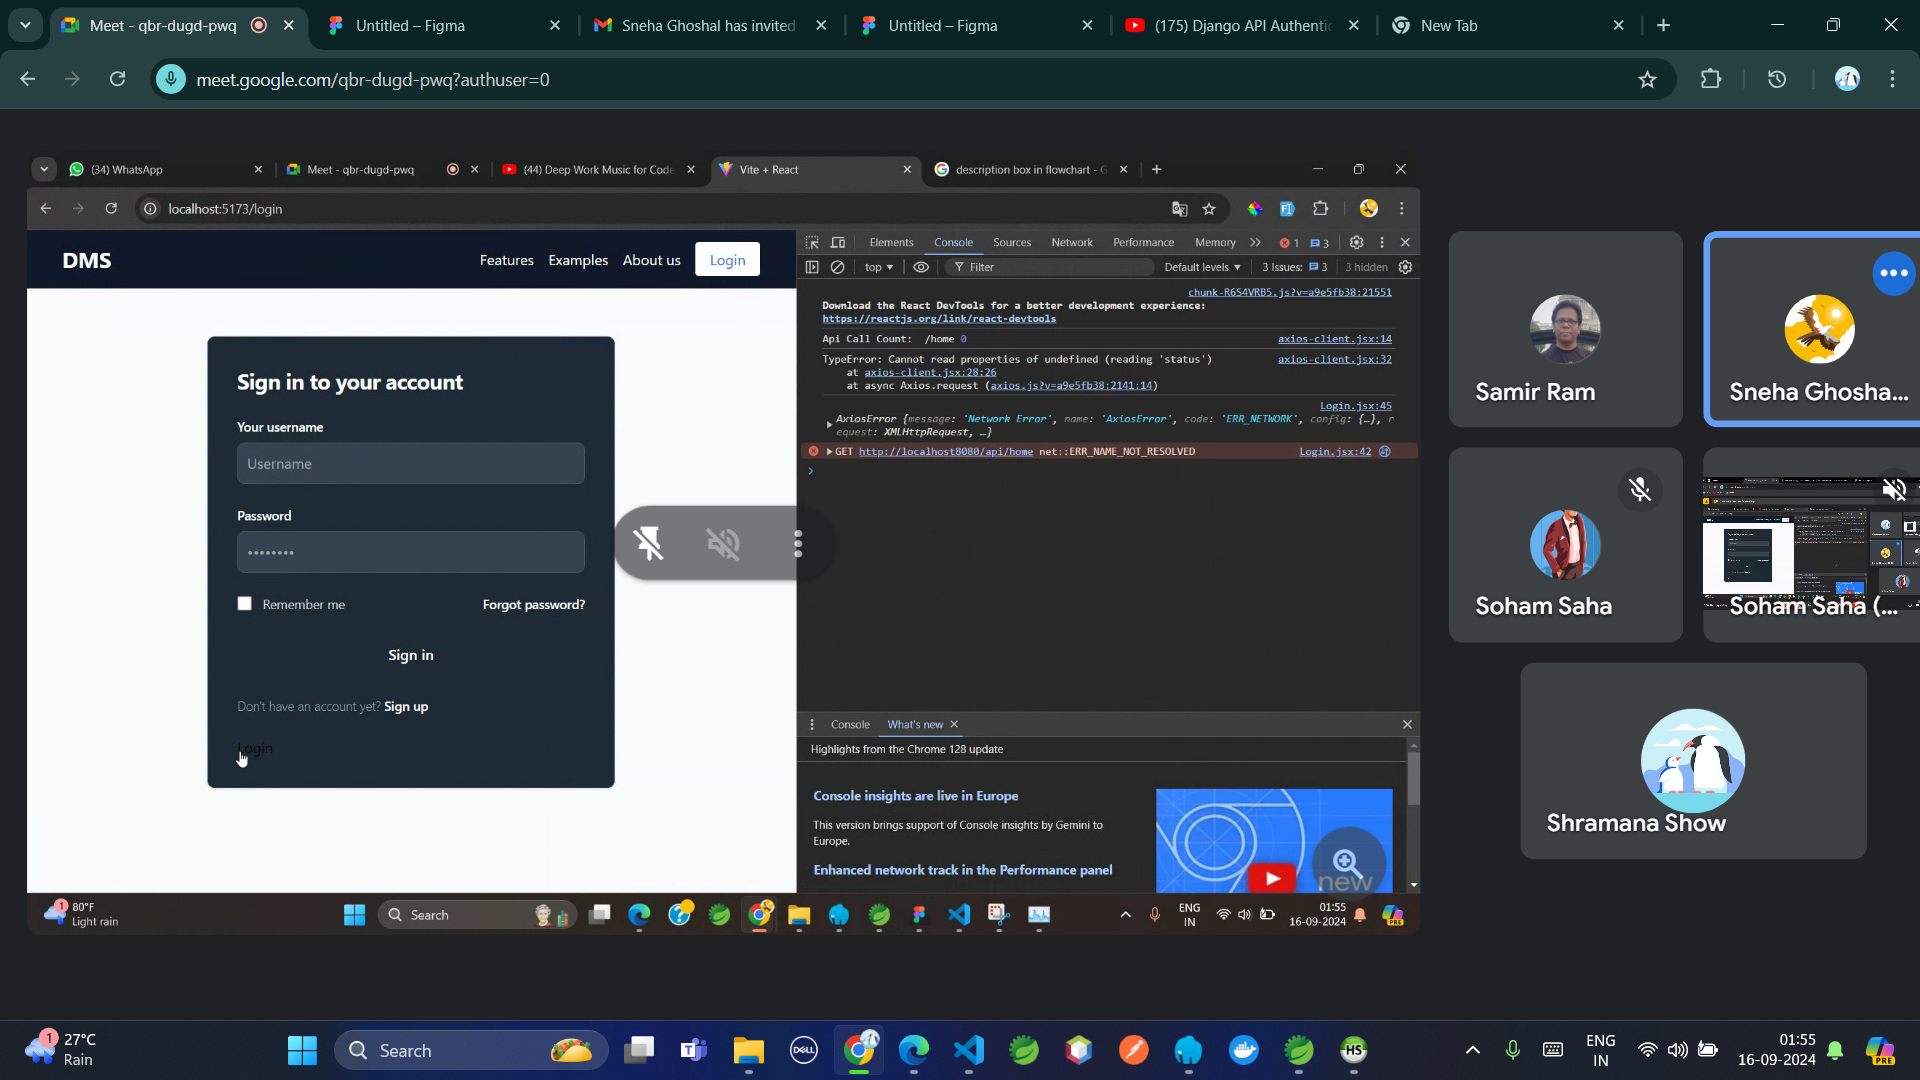 Meet - qbr-dugd-pwq
Untitled – Figma
Sneha Ghoshal has invited
Untitled – Figma
(175) Django API Authentic
New Tab
meet.google.com/qbr-dugd-pwq?authuser=0
(34) WhatsApp
Meet - qbr-dugd-pwq
(44) Deep Work Music for Code
Vite + React
description box in flowchart - G
localhost:5173/login
DMS
Features
Examples
About us
Login
Sign in to your account
Your username
Username
Password
Remember me
Forgot password?
Sign in
Don't have an account yet? Sign up
Login
Elements
Console
Sources
Network
Performance
Memory
1
3
top
Filter
Default levels
3 Issues: 3
3 hidden
chunk-R6S4VRB5.js?v=a9e5fb38:21551
Download the React DevTools for a better development experience:
https://reactjs.org/link/react-devtools
Api Call Count: /home 0 axios-client.jsx:14
TypeError: Cannot read properties of undefined (reading 'status') axios-client.jsx:32
at axios-client.jsx:28:26
at async Axios.request (axios.js?v=a9e5fb38:2141:14)
Login.jsx:45
AxiosError {message: 'Network Error', name: 'AxiosError', code: 'ERR_NETWORK', config: {…}, r
equest: XMLHttpRequest, …}
GET http://localhost8080/api/home net::ERR_NAME_NOT_RESOLVED Login.jsx:42
Console
What's new
Highlights from the Chrome 128 update
Console insights are live in Europe
This version brings support of Console insights by Gemini to
Europe.
Enhanced network track in the Performance panel
new
1
80°F
Light rain
Search
PRE
ENG
IN
01:55
16-09-2024
PRE
Samir Ram
Sneha Ghosha...
Soham Saha
Soham Saha (...
Shramana Show
1
27°C
Rain
Search
DELL
HS
ENG
IN
01:55
16-09-2024
PRE